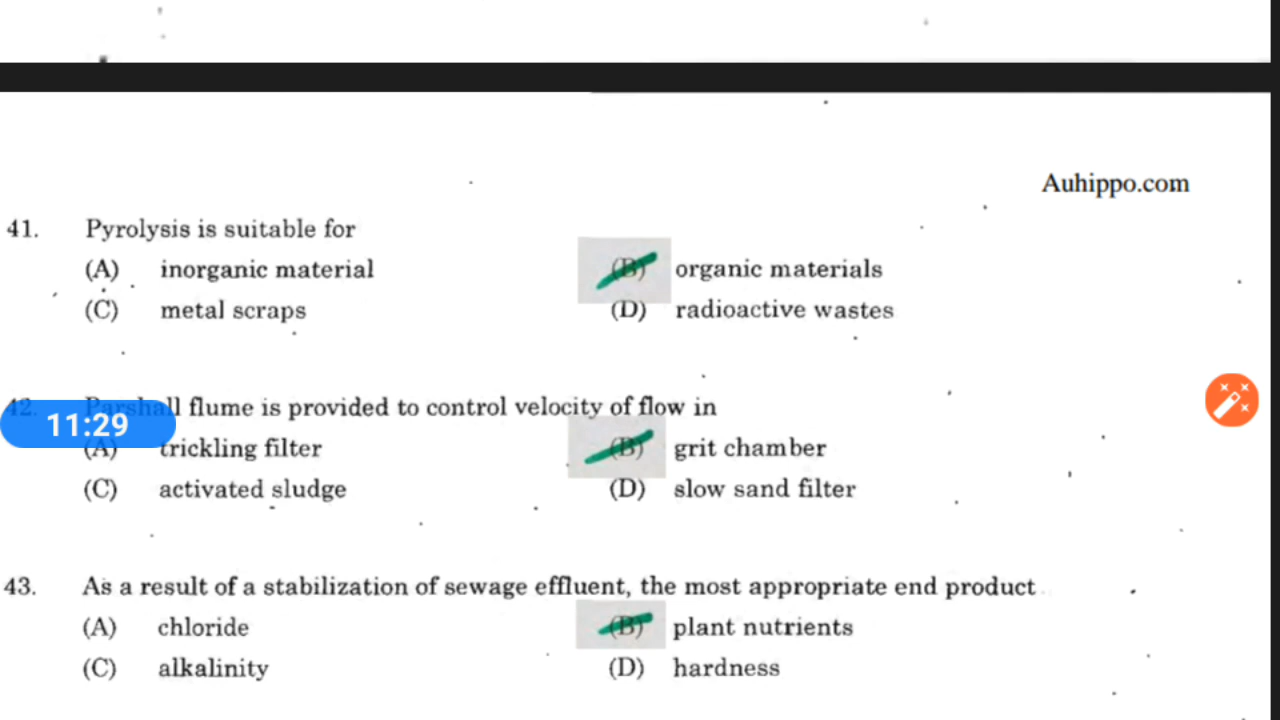 Auhippo.com
41. Pyrolysis is suitable for
(A) inorganic material (B) organic materials
(C) metal scraps (D) radioactive wastes
42. Parshall flume is provided to control velocity of flow in
11:29
(A) trickling filter (B) grit chamber
(C) activated sludge (D) slow sand filter
43. As a result of a stabilization of sewage effluent, the most appropriate end product
(A) chloride (B) plant nutrients
(C) alkalinity (D) hardness